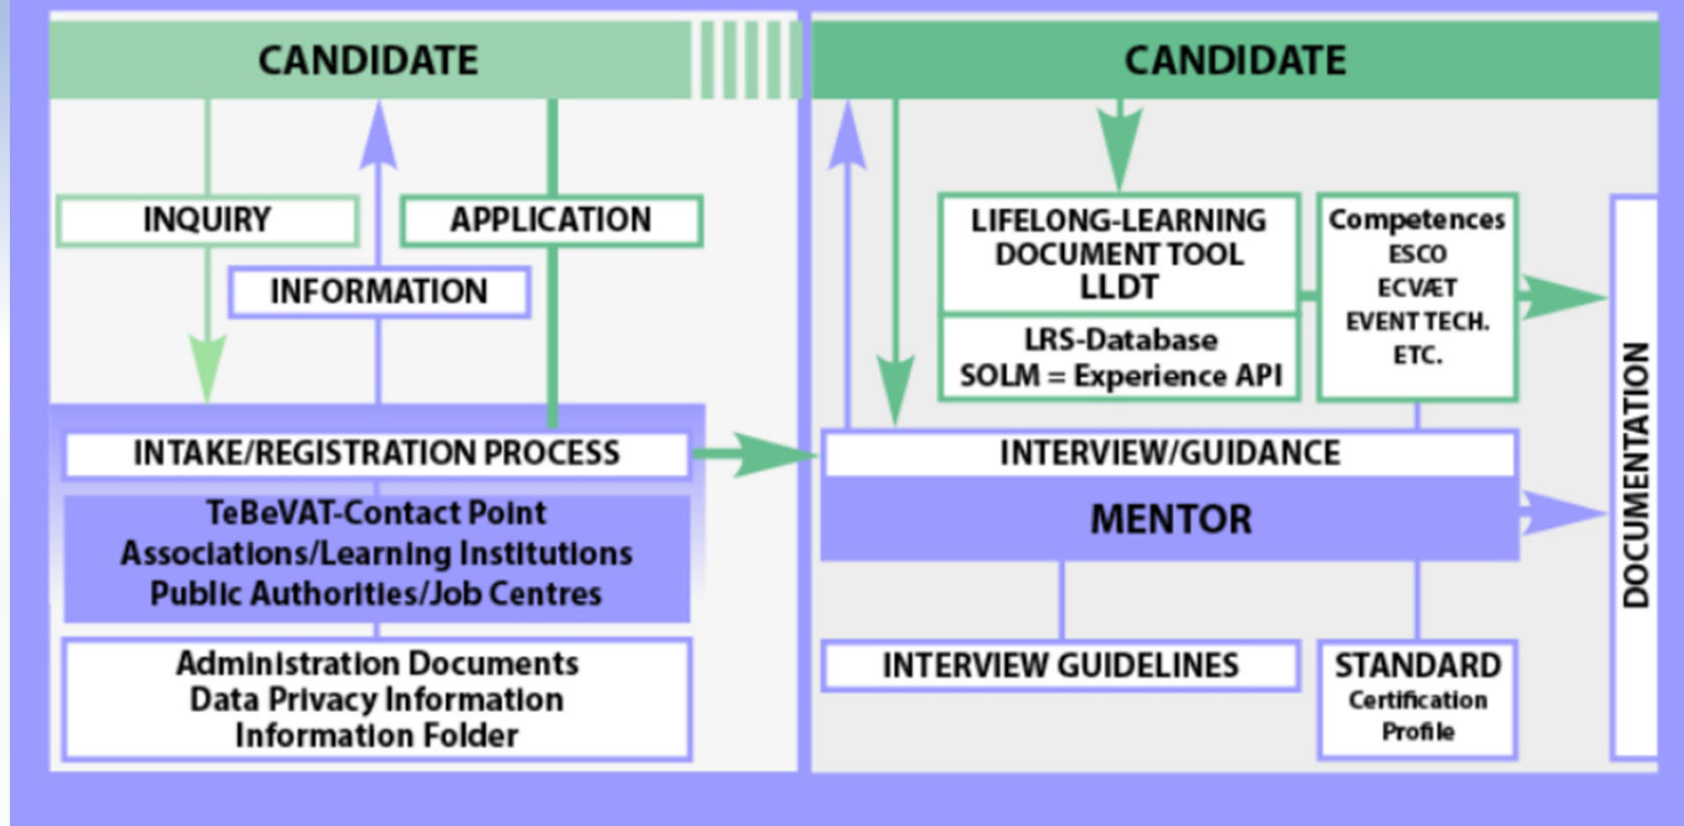 CANDIDATE
INQUIRY
APPLICATION
INFORMATION
INTAKE/REGISTRATION PROCESS
TeBeVAT-Contact Point
Associations/Learning Institutions
Public Authorities/Job Centres
Administration Documents
Data Privacy Information
Information Folder
CANDIDATE
LIFELONG-LEARNING
DOCUMENT TOOL
LLDT
LRS-Database
SOLM = Experience API
Competences
ESCO
ECVÆT
EVENT TECH.
ETC.
INTERVIEW/GUIDANCE
MENTOR
INTERVIEW GUIDELINES
STANDARD
Certification
Profile
DOCUMENTATION